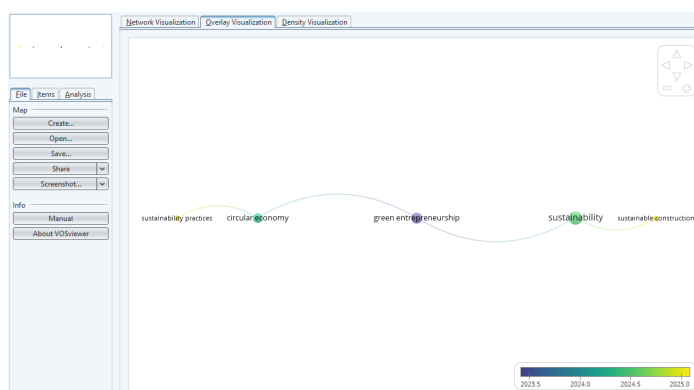 Network Visualization Overlay Visualization Density Visualization
File Items Analysis
Map
Create...
Open...
Save...
Share
Screenshot...
Info
Manual
About VOSviewer
sustainability practices circular economy green entrepreneurship sustainability sustainable construction
2023.5 2024.0 2024.5 2025.0